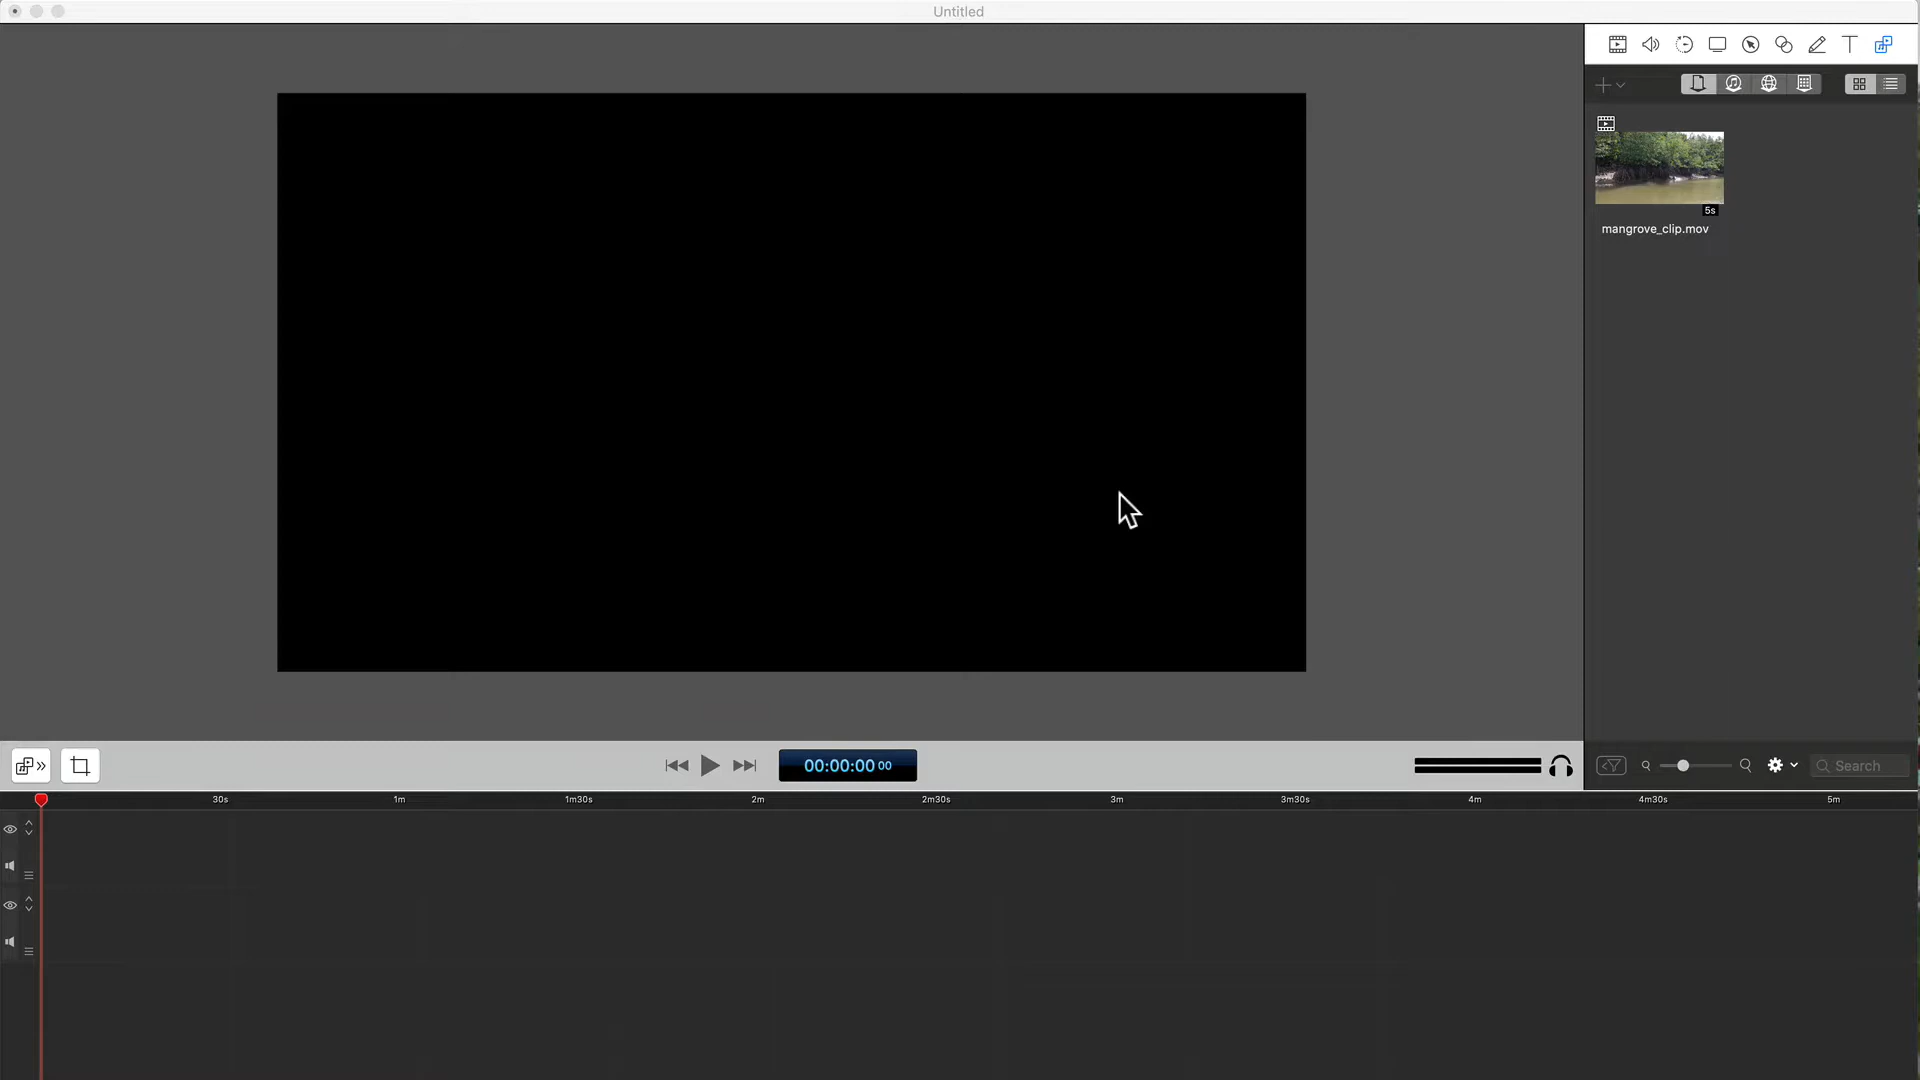 Untitled
5s
mangrove_clip.mov
00:00:00 00
Search
30s 1m 1m30s 2m 2m30s 3m 3m30s 4m 4m30s 5m